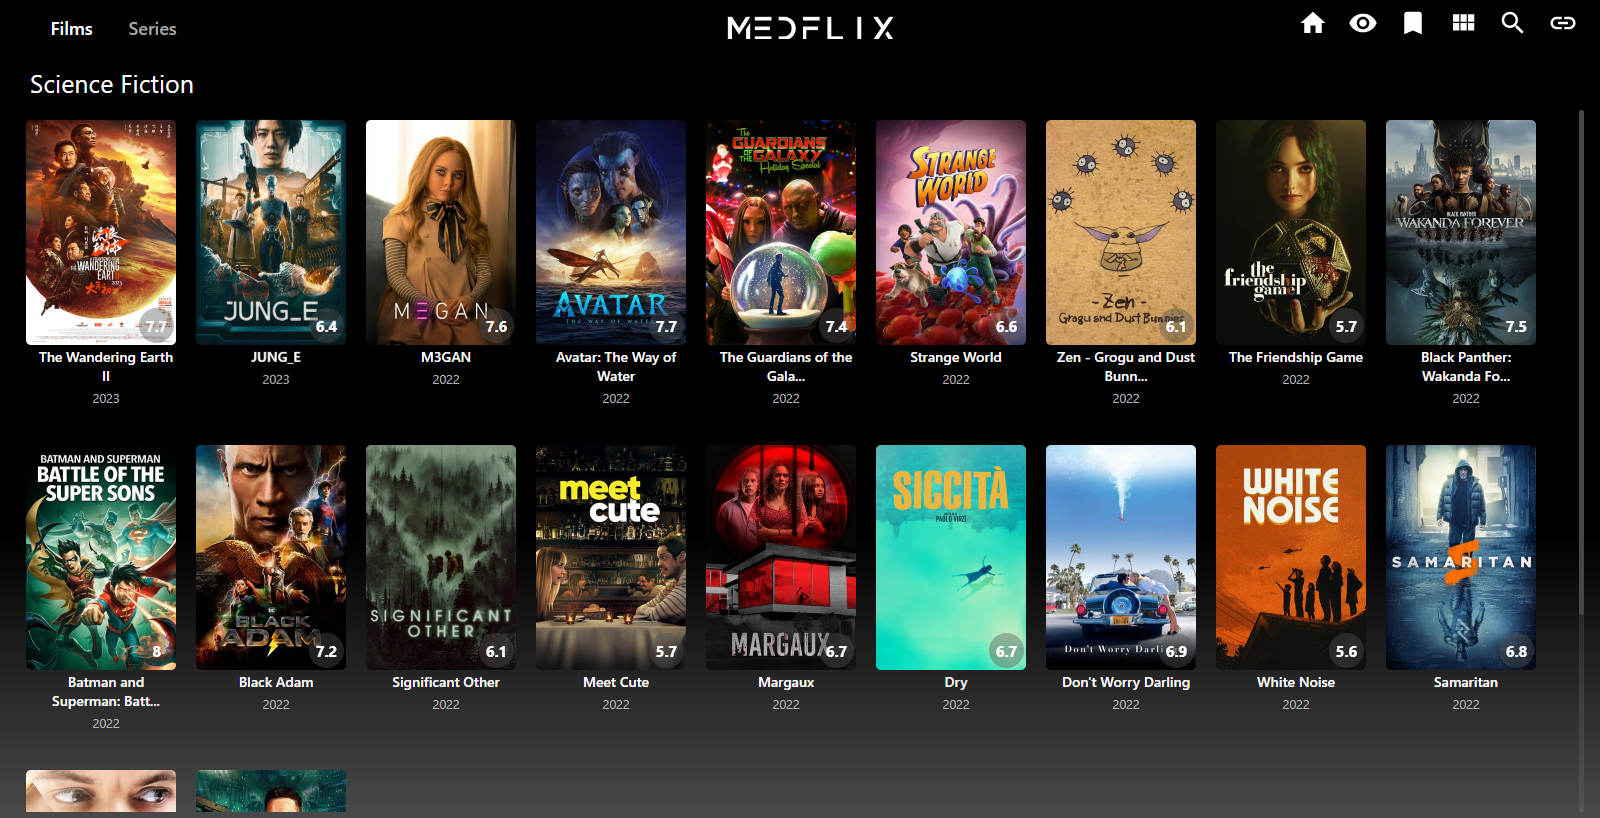 Films
Series
MEDFLIX
Science Fiction
流浪地球
THE WANDERING
EARTH
7.7
JUNG_E
6.4
MEGAN
7.6
AVATAR
THE WAY OF WATER
7.7
The
GUARDIANS
OF THE GALAXY
Holiday Special
7.4
STRANGE
WORLD
6.6
- Zen -
Grogu and Dust Bunnies
6.1
the
friendship
game
5.7
BLACK PANTHER
WAKANDA FOREVER
7.5
The Wandering Earth
II
2023
JUNG_E
2023
M3GAN
2022
Avatar: The Way of
Water
2022
The Guardians of the
Gala...
2022
Strange World
2022
Zen - Grogu and Dust
Bunn...
2022
The Friendship Game
2022
Black Panther:
Wakanda Fo...
2022
BATMAN AND SUPERMAN
BATTLE OF THE
SUPER SONS
8
DC
BLACK
ADAM
7.2
SIGNIFICANT
OTHER
6.1
meet
cute
5.7
MARGAUX
6.7
SICCITÀ
PAOLO VIRZÌ
6.7
Don't Worry Darling
6.9
WHITE
NOISE
5.6
SAMARITAN
6.8
Batman and
Superman: Batt...
2022
Black Adam
2022
Significant Other
2022
Meet Cute
2022
Margaux
2022
Dry
2022
Don't Worry Darling
2022
White Noise
2022
Samaritan
2022